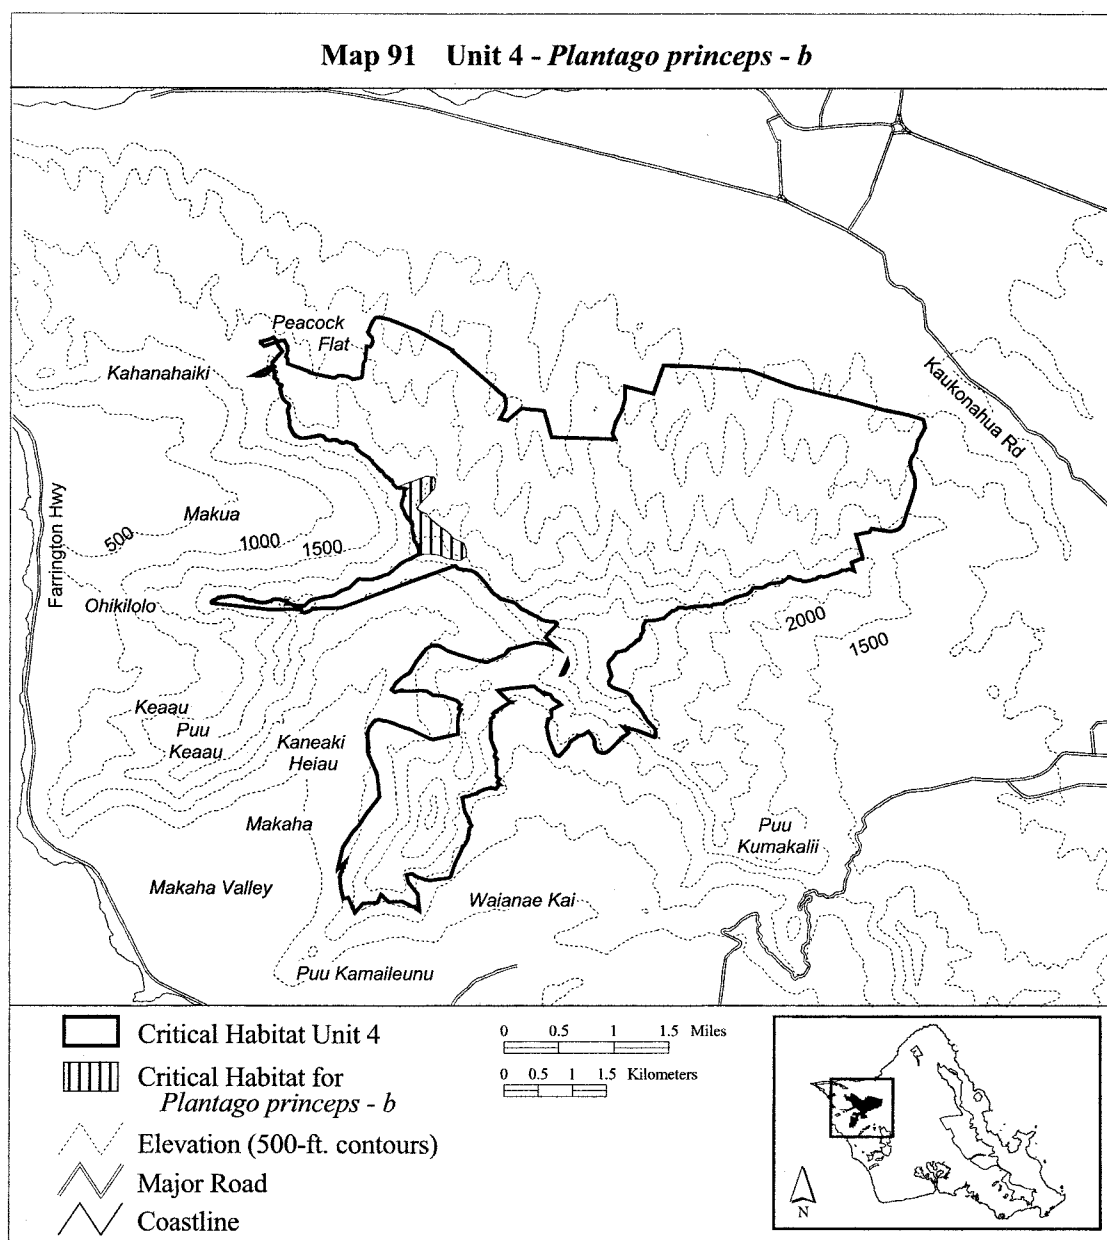 Map 91 Unit 4 - Plantago princeps - b
Peacock
Flat
Kahanahaiki
Kaukonahua Rd
Farrington Hwy
Makua
500
1000
1500
Ohikilolo
2000
1500
Keaau
Puu
Keaau
Kaneaki
Heiau
Makaha
Puu
Kumakalii
Makaha Valley
Waianae Kai
Puu Kamaileunu
Critical Habitat Unit 4
Critical Habitat for
Plantago princeps - b
Elevation (500-ft. contours)
Major Road
Coastline
0 0.5 1 1.5 Miles
0 0.5 1 1.5 Kilometers
N